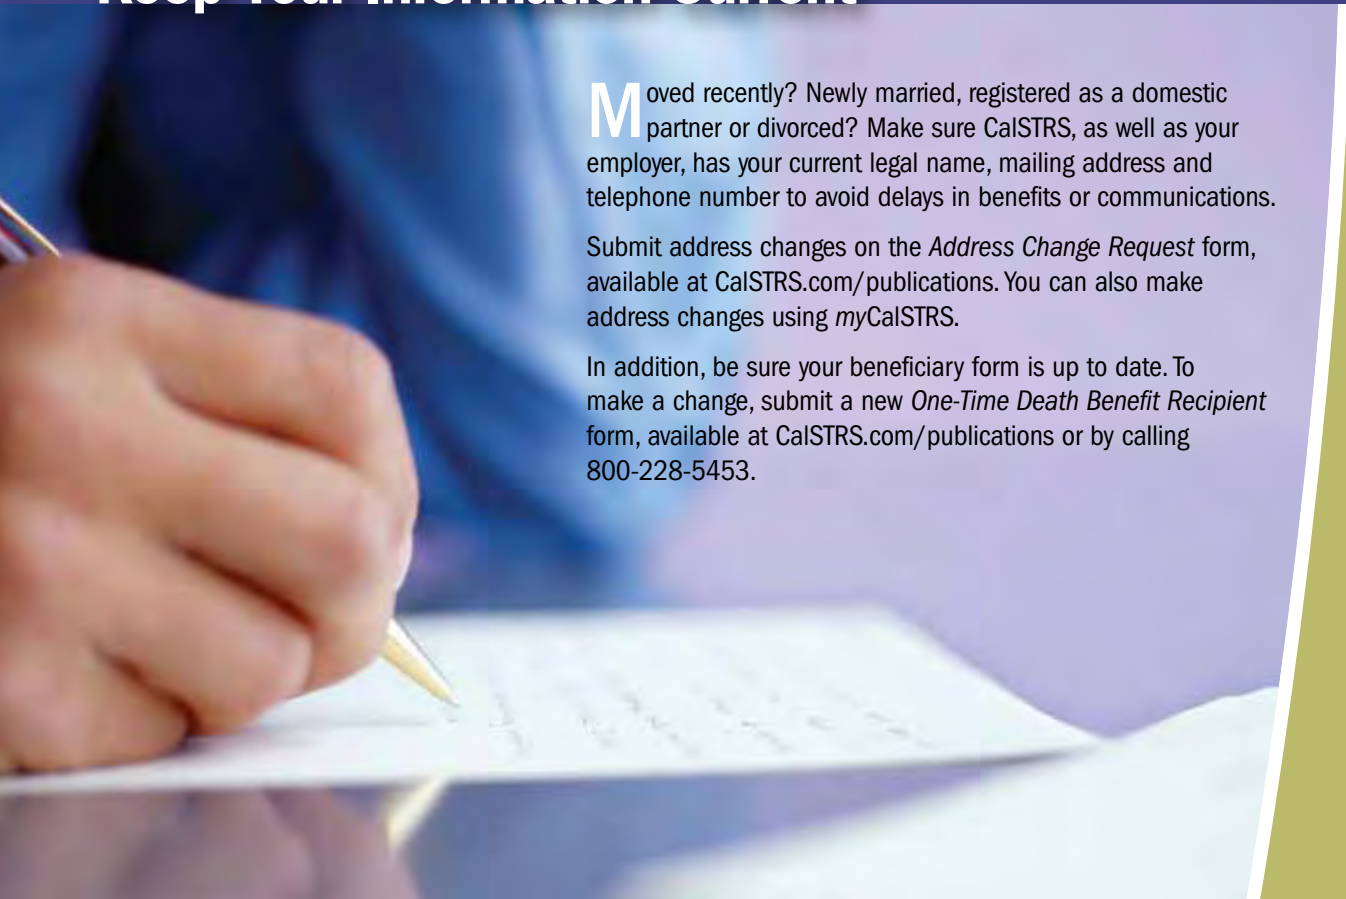 Keep Your Information Current
Moved recently? Newly married, registered as a domestic
partner or divorced? Make sure CalSTRS, as well as your
employer, has your current legal name, mailing address and
telephone number to avoid delays in benefits or communications.
Submit address changes on the Address Change Request form,
available at CalSTRS.com/publications. You can also make
address changes using myCalSTRS.
In addition, be sure your beneficiary form is up to date. To
make a change, submit a new One-Time Death Benefit Recipient
form, available at CalSTRS.com/publications or by calling
800-228-5453.